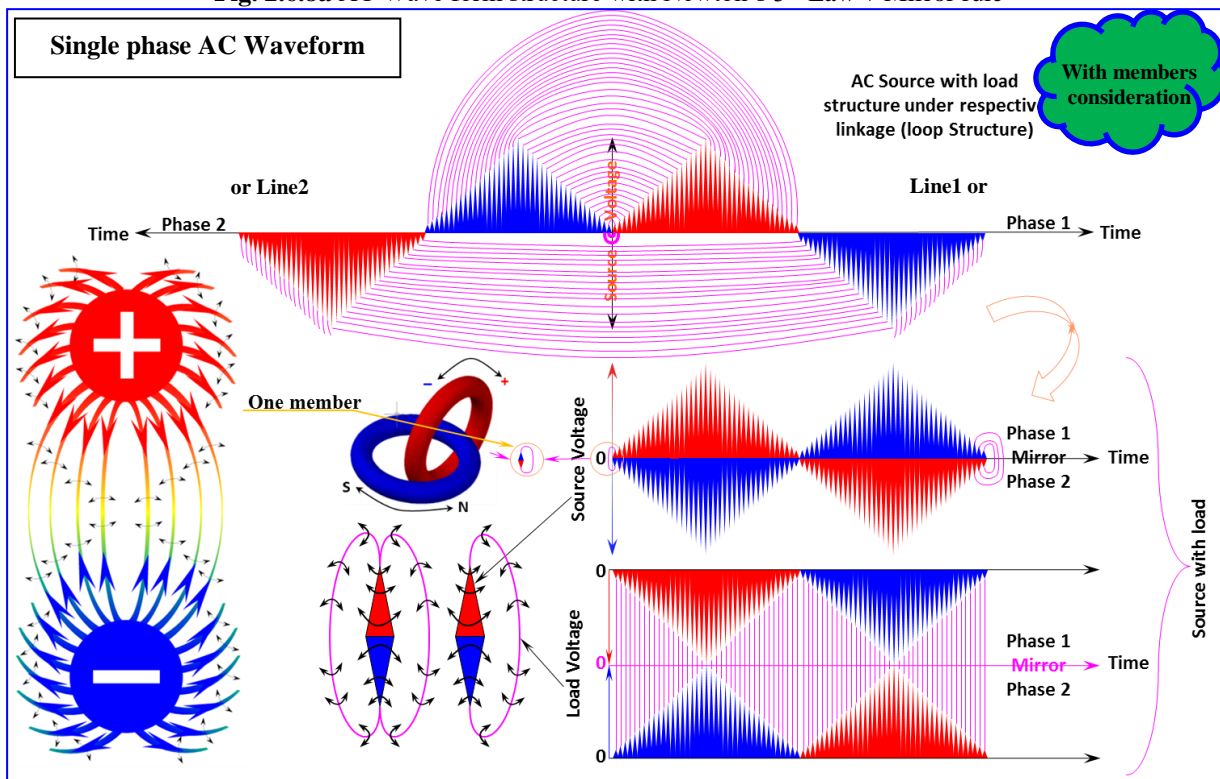 Single phase AC Waveform
AC Source with load
structure under respectiv
linkage (loop Structure)
With members
consideration
or Line2
Line1 or
Time
Phase 2
Source Voltage
Phase 1
Time
+
− +
One member
S
N
Source Voltage
0
Phase 1
Mirror
Phase 2
Time
Source with load
Load Voltage
0
0
0
Phase 1
Mirror
Phase 2
Time
−